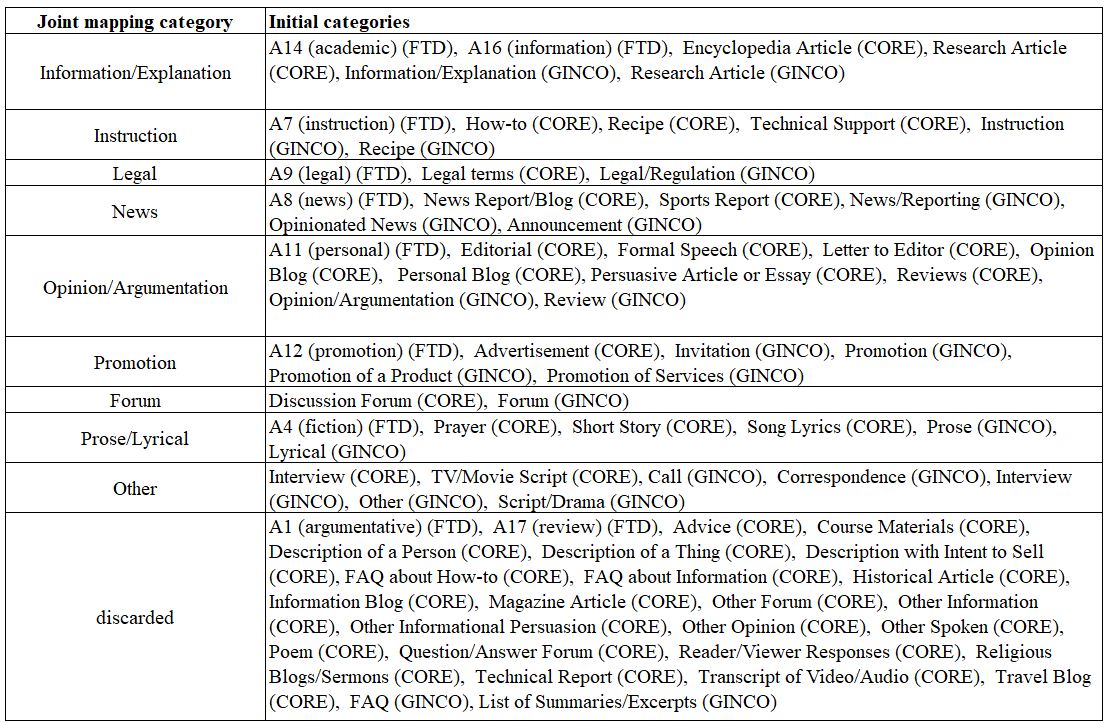 Joint mapping category Initial categories
Information/Explanation
A14 (academic) (FTD), A16 (information) (FTD), Encyclopedia Article (CORE), Research Article
(CORE), Information/Explanation (GINCO), Research Article (GINCO)
Instruction
A7 (instruction) (FTD), How-to (CORE), Recipe (CORE), Technical Support (CORE), Instruction
(GINCO), Recipe (GINCO)
Legal
A9 (legal) (FTD), Legal terms (CORE), Legal/Regulation (GINCO)
News
A8 (news) (FTD), News Report/Blog (CORE), Sports Report (CORE), News/Reporting (GINCO),
Opinionated News (GINCO), Announcement (GINCO)
Opinion/Argumentation
A11 (personal) (FTD), Editorial (CORE), Formal Speech (CORE), Letter to Editor (CORE), Opinion
Blog (CORE), Personal Blog (CORE), Persuasive Article or Essay (CORE), Reviews (CORE),
Opinion/Argumentation (GINCO), Review (GINCO)
Promotion
A12 (promotion) (FTD), Advertisement (CORE), Invitation (GINCO), Promotion (GINCO),
Promotion of a Product (GINCO), Promotion of Services (GINCO)
Forum
Discussion Forum (CORE), Forum (GINCO)
Prose/Lyrical
A4 (fiction) (FTD), Prayer (CORE), Short Story (CORE), Song Lyrics (CORE), Prose (GINCO),
Lyrical (GINCO)
Other
Interview (CORE), TV/Movie Script (CORE), Call (GINCO), Correspondence (GINCO), Interview
(GINCO), Other (GINCO), Script/Drama (GINCO)
discarded
A1 (argumentative) (FTD), A17 (review) (FTD), Advice (CORE), Course Materials (CORE),
Description of a Person (CORE), Description of a Thing (CORE), Description with Intent to Sell
(CORE), FAQ about How-to (CORE), FAQ about Information (CORE), Historical Article (CORE),
Information Blog (CORE), Magazine Article (CORE), Other Forum (CORE), Other Information
(CORE), Other Informational Persuasion (CORE), Other Opinion (CORE), Other Spoken (CORE),
Poem (CORE), Question/Answer Forum (CORE), Reader/Viewer Responses (CORE), Religious
Blogs/Sermons (CORE), Technical Report (CORE), Transcript of Video/Audio (CORE), Travel Blog
(CORE), FAQ (GINCO), List of Summaries/Excerpts (GINCO)